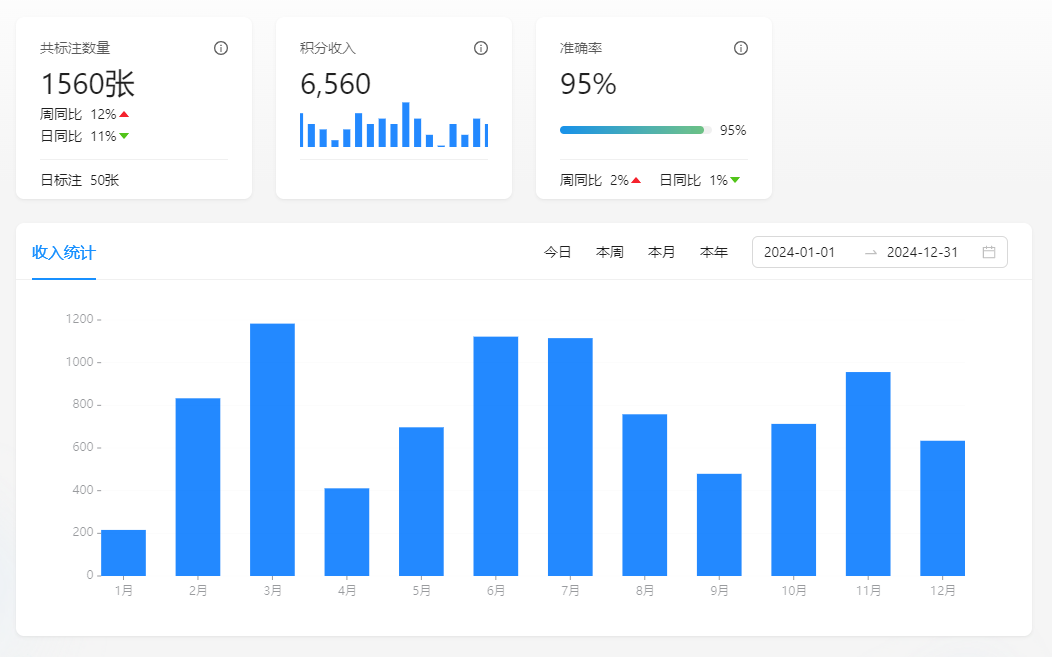 共标注数量
1560张
周同比 12%
日同比 11%
日标注 50张
积分收入
6,560
准确率
95%
95%
周同比 2% 日同比 1%
收入统计 今日 本周 本月 本年 2024-01-01 → 2024-12-31
1200
1000
800
600
400
200
0
1月 2月 3月 4月 5月 6月 7月 8月 9月 10月 11月 12月